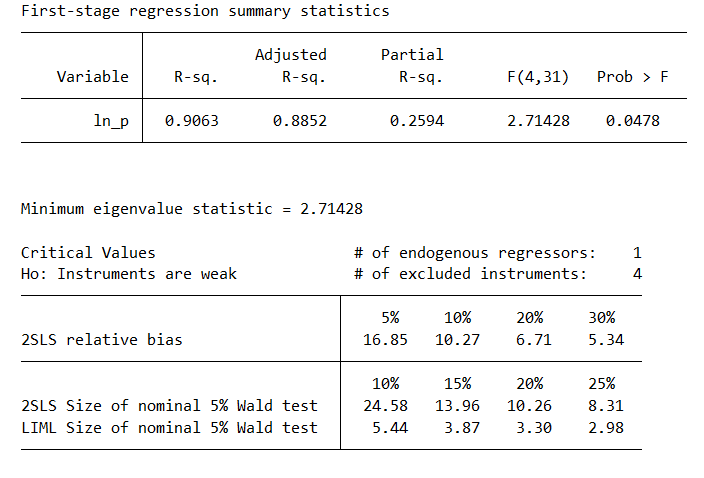 First-stage regression summary statistics
Adjusted Partial
Variable R-sq. R-sq. R-sq. F(4,31) Prob > F
ln_p 0.9063 0.8852 0.2594 2.71428 0.0478
Minimum eigenvalue statistic = 2.71428
Critical Values # of endogenous regressors: 1
Ho: Instruments are weak # of excluded instruments: 4
5% 10% 20% 30%
2SLS relative bias 16.85 10.27 6.71 5.34
10% 15% 20% 25%
2SLS Size of nominal 5% Wald test 24.58 13.96 10.26 8.31
LIML Size of nominal 5% Wald test 5.44 3.87 3.30 2.98